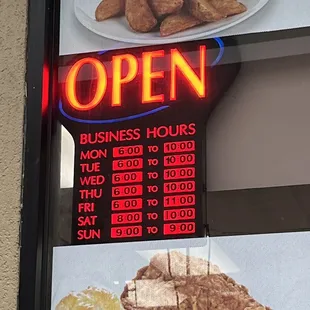 Open
BUSINESS HOURS
MON 6:00 TO 10:00
TUE 6:00 TO 10:00
WED 6:00 TO 10:00
THU 6:00 TO 10:00
FRI 6:00 TO 11:00
SAT 8:00 TO 10:00
SUN 9:00 TO 9:00